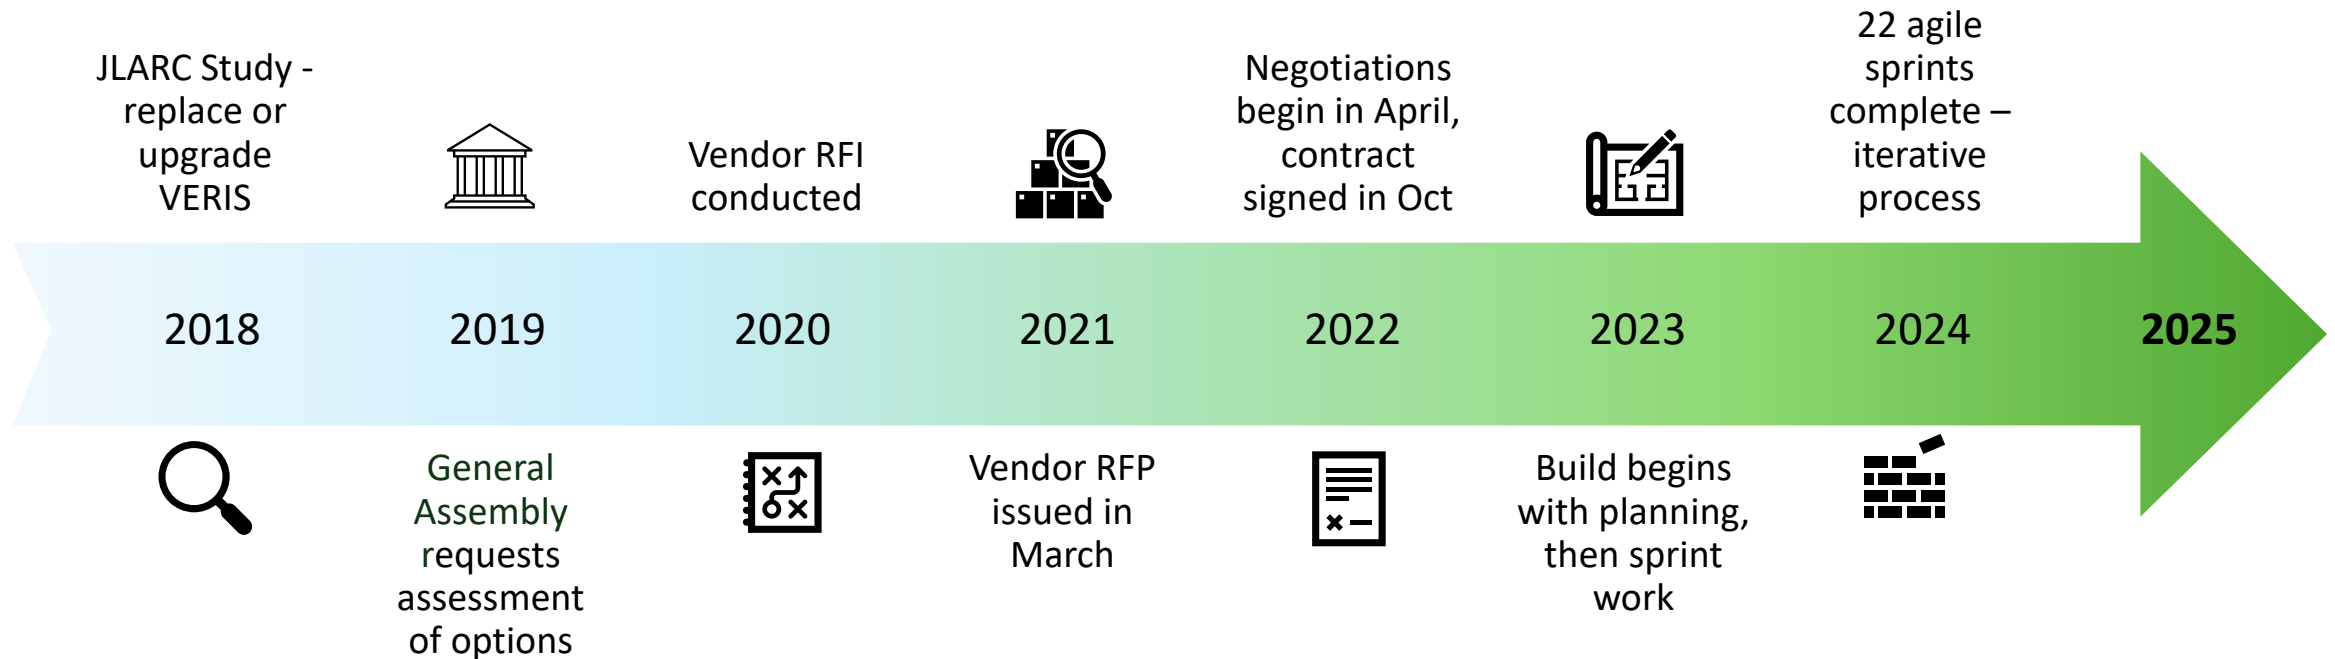 JLARC Study -
replace or
upgrade
VERIS
Vendor RFI
conducted
Negotiations
begin in April,
contract
signed in Oct
22 agile
sprints
complete –
iterative
process
2018
2019
2020
2021
2022
2023
2024
2025
General
Assembly
requests
assessment
of options
Vendor RFP
issued in
March
Build begins
with planning,
then sprint
work